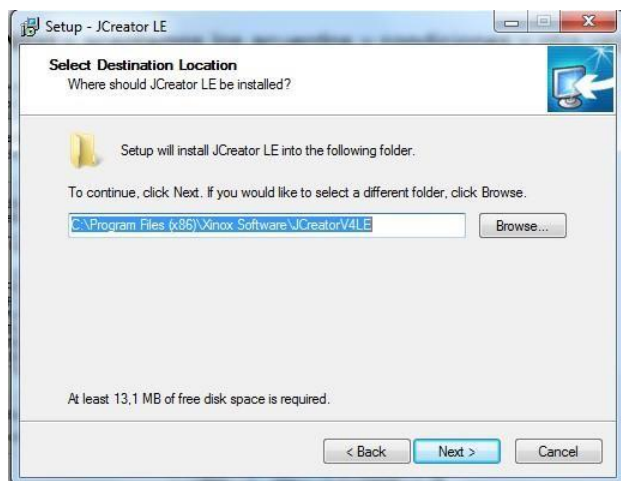 Setup - JCreator LE
Select Destination Location
Where should JCreator LE be installed?
Setup will install JCreator LE into the following folder.
To continue, click Next. If you would like to select a different folder, click Browse.
C:\Program Files (x86)\Xinox Software\JCreatorV4LE
Browse...
At least 13,1 MB of free disk space is required.
< Back
Next >
Cancel